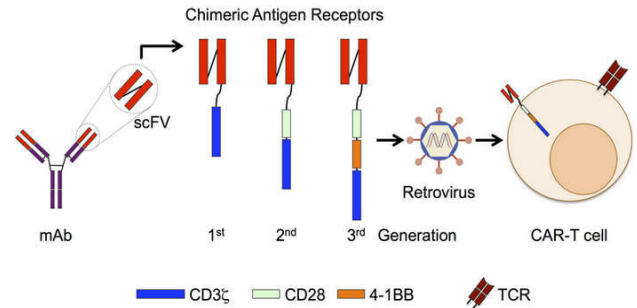 Chimeric Antigen Receptors
scFV
Retrovirus
mAb
1st
2nd
3rd
Generation
CAR-T cell
CD3ζ
CD28
4-1BB
TCR